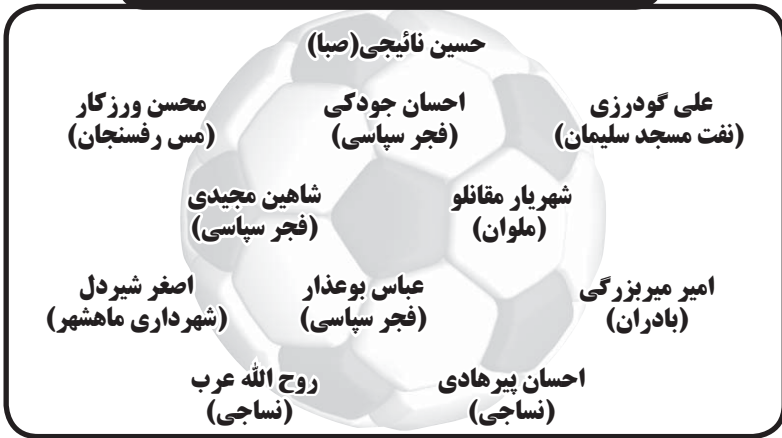 حسین نائیجی(صبا)
علی گودرزی
(نفت مسجد سلیمان)
احسان جودکی
(فجر سپاسی)
محسن ورزکار
(مس رفسنجان)
شهریار مقانلو
(ملوان)
شاهین مجیدی
(فجر سپاسی)
امیر میربزرگی
(بادران)
عباس بوعذار
(فجر سپاسی)
اصغر شیردل
(شهرداری ماهشهر)
احسان پیرهادی
(نساجی)
روح الله عرب
(نساجی)